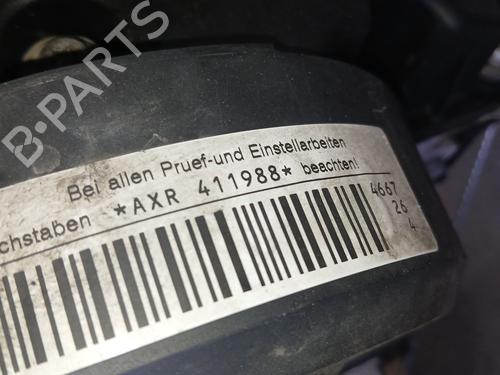 B-PARTS
Bei allen Pruef-und Einstellarbeiten
chstaben *AXR 411988* beachten!
4667
26
4